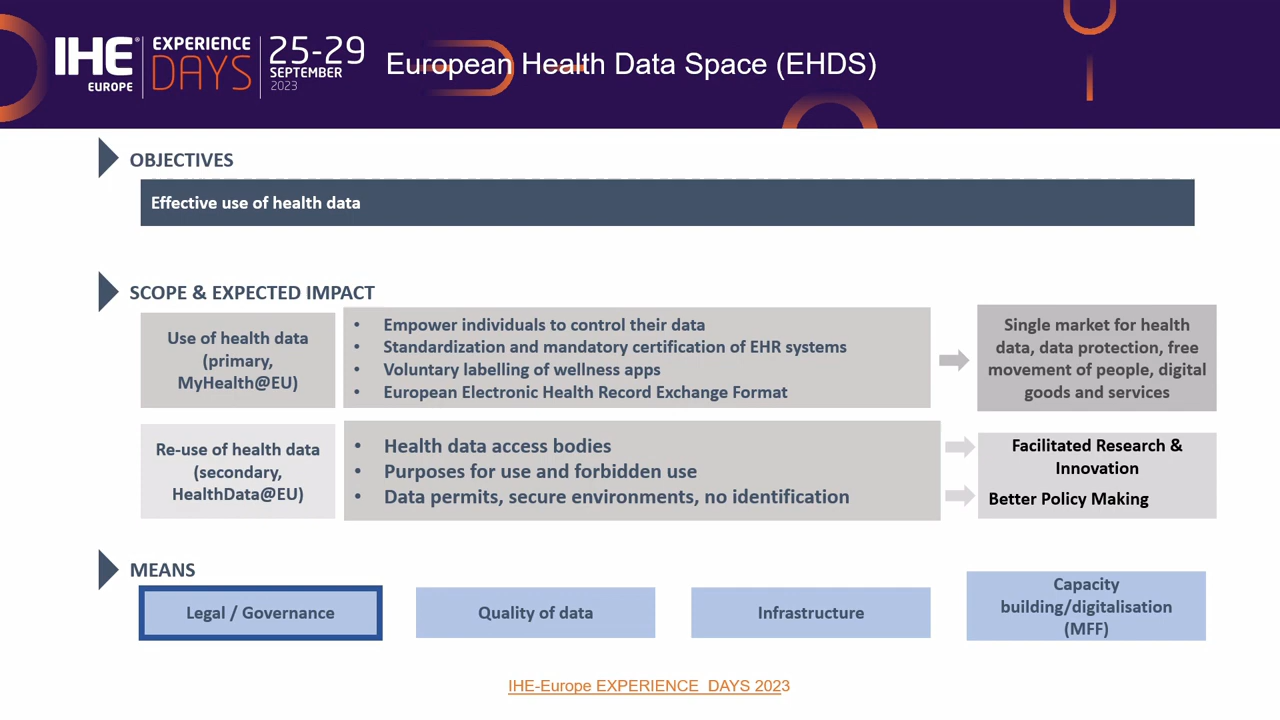 IHE
EUROPE
EXPERIENCE
DAYS
25-29
SEPTEMBER
2023
European Health Data Space (EHDS)
OBJECTIVES
Effective use of health data
SCOPE & EXPECTED IMPACT
Use of health data
(primary,
MyHealth@EU)
• Empower individuals to control their data
• Standardization and mandatory certification of EHR systems
• Voluntary labelling of wellness apps
• European Electronic Health Record Exchange Format
Single market for health
data, data protection, free
movement of people, digital
goods and services
Re-use of health data
(secondary,
HealthData@EU)
• Health data access bodies
• Purposes for use and forbidden use
• Data permits, secure environments, no identification
Facilitated Research &
Innovation
Better Policy Making
MEANS
Legal / Governance
Quality of data
Infrastructure
Capacity
building/digitalisation
(MFF)
IHE-Europe EXPERIENCE DAYS 2023